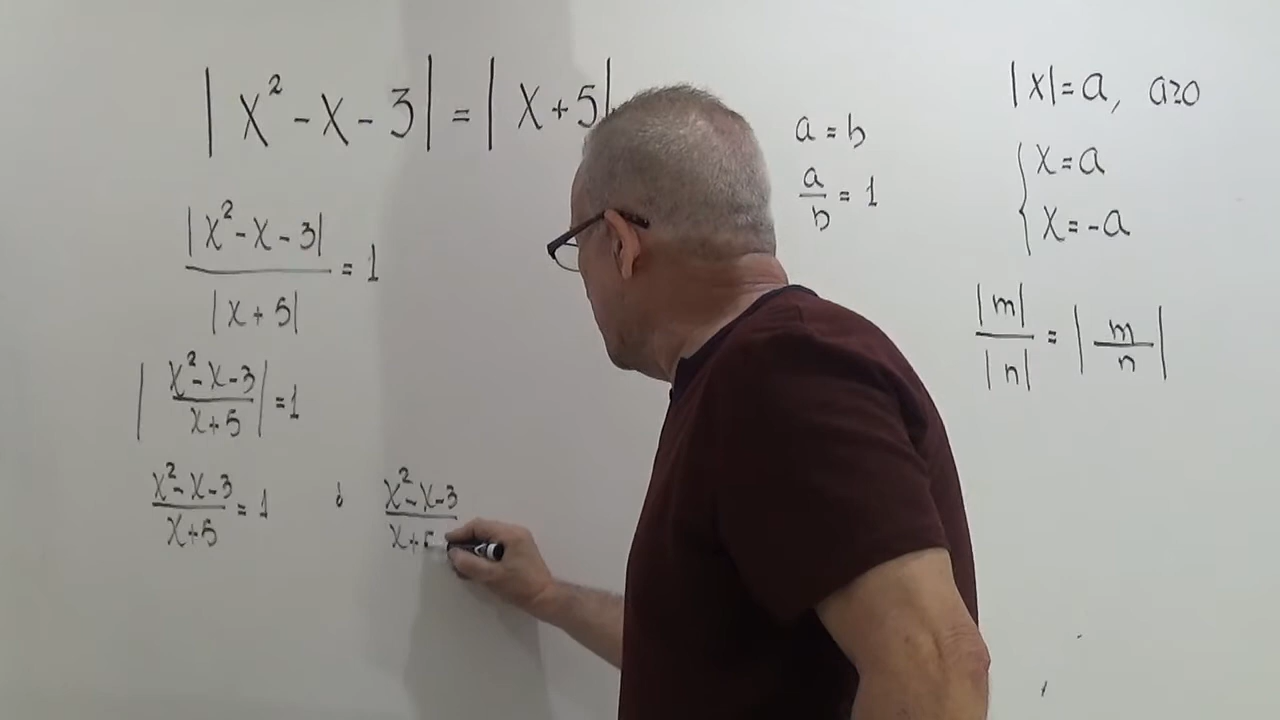 |x²-x-3|=|x+5|
|x²-x-3|/|x+5| = 1
|x²-x-3/x+5| = 1
x²-x-3/x+5 = 1 ó x²-x-3/x+5
a=b
a/b = 1
|x|=a, a≥0
{x=a
x=-a
|m|/|n| = |m/n|